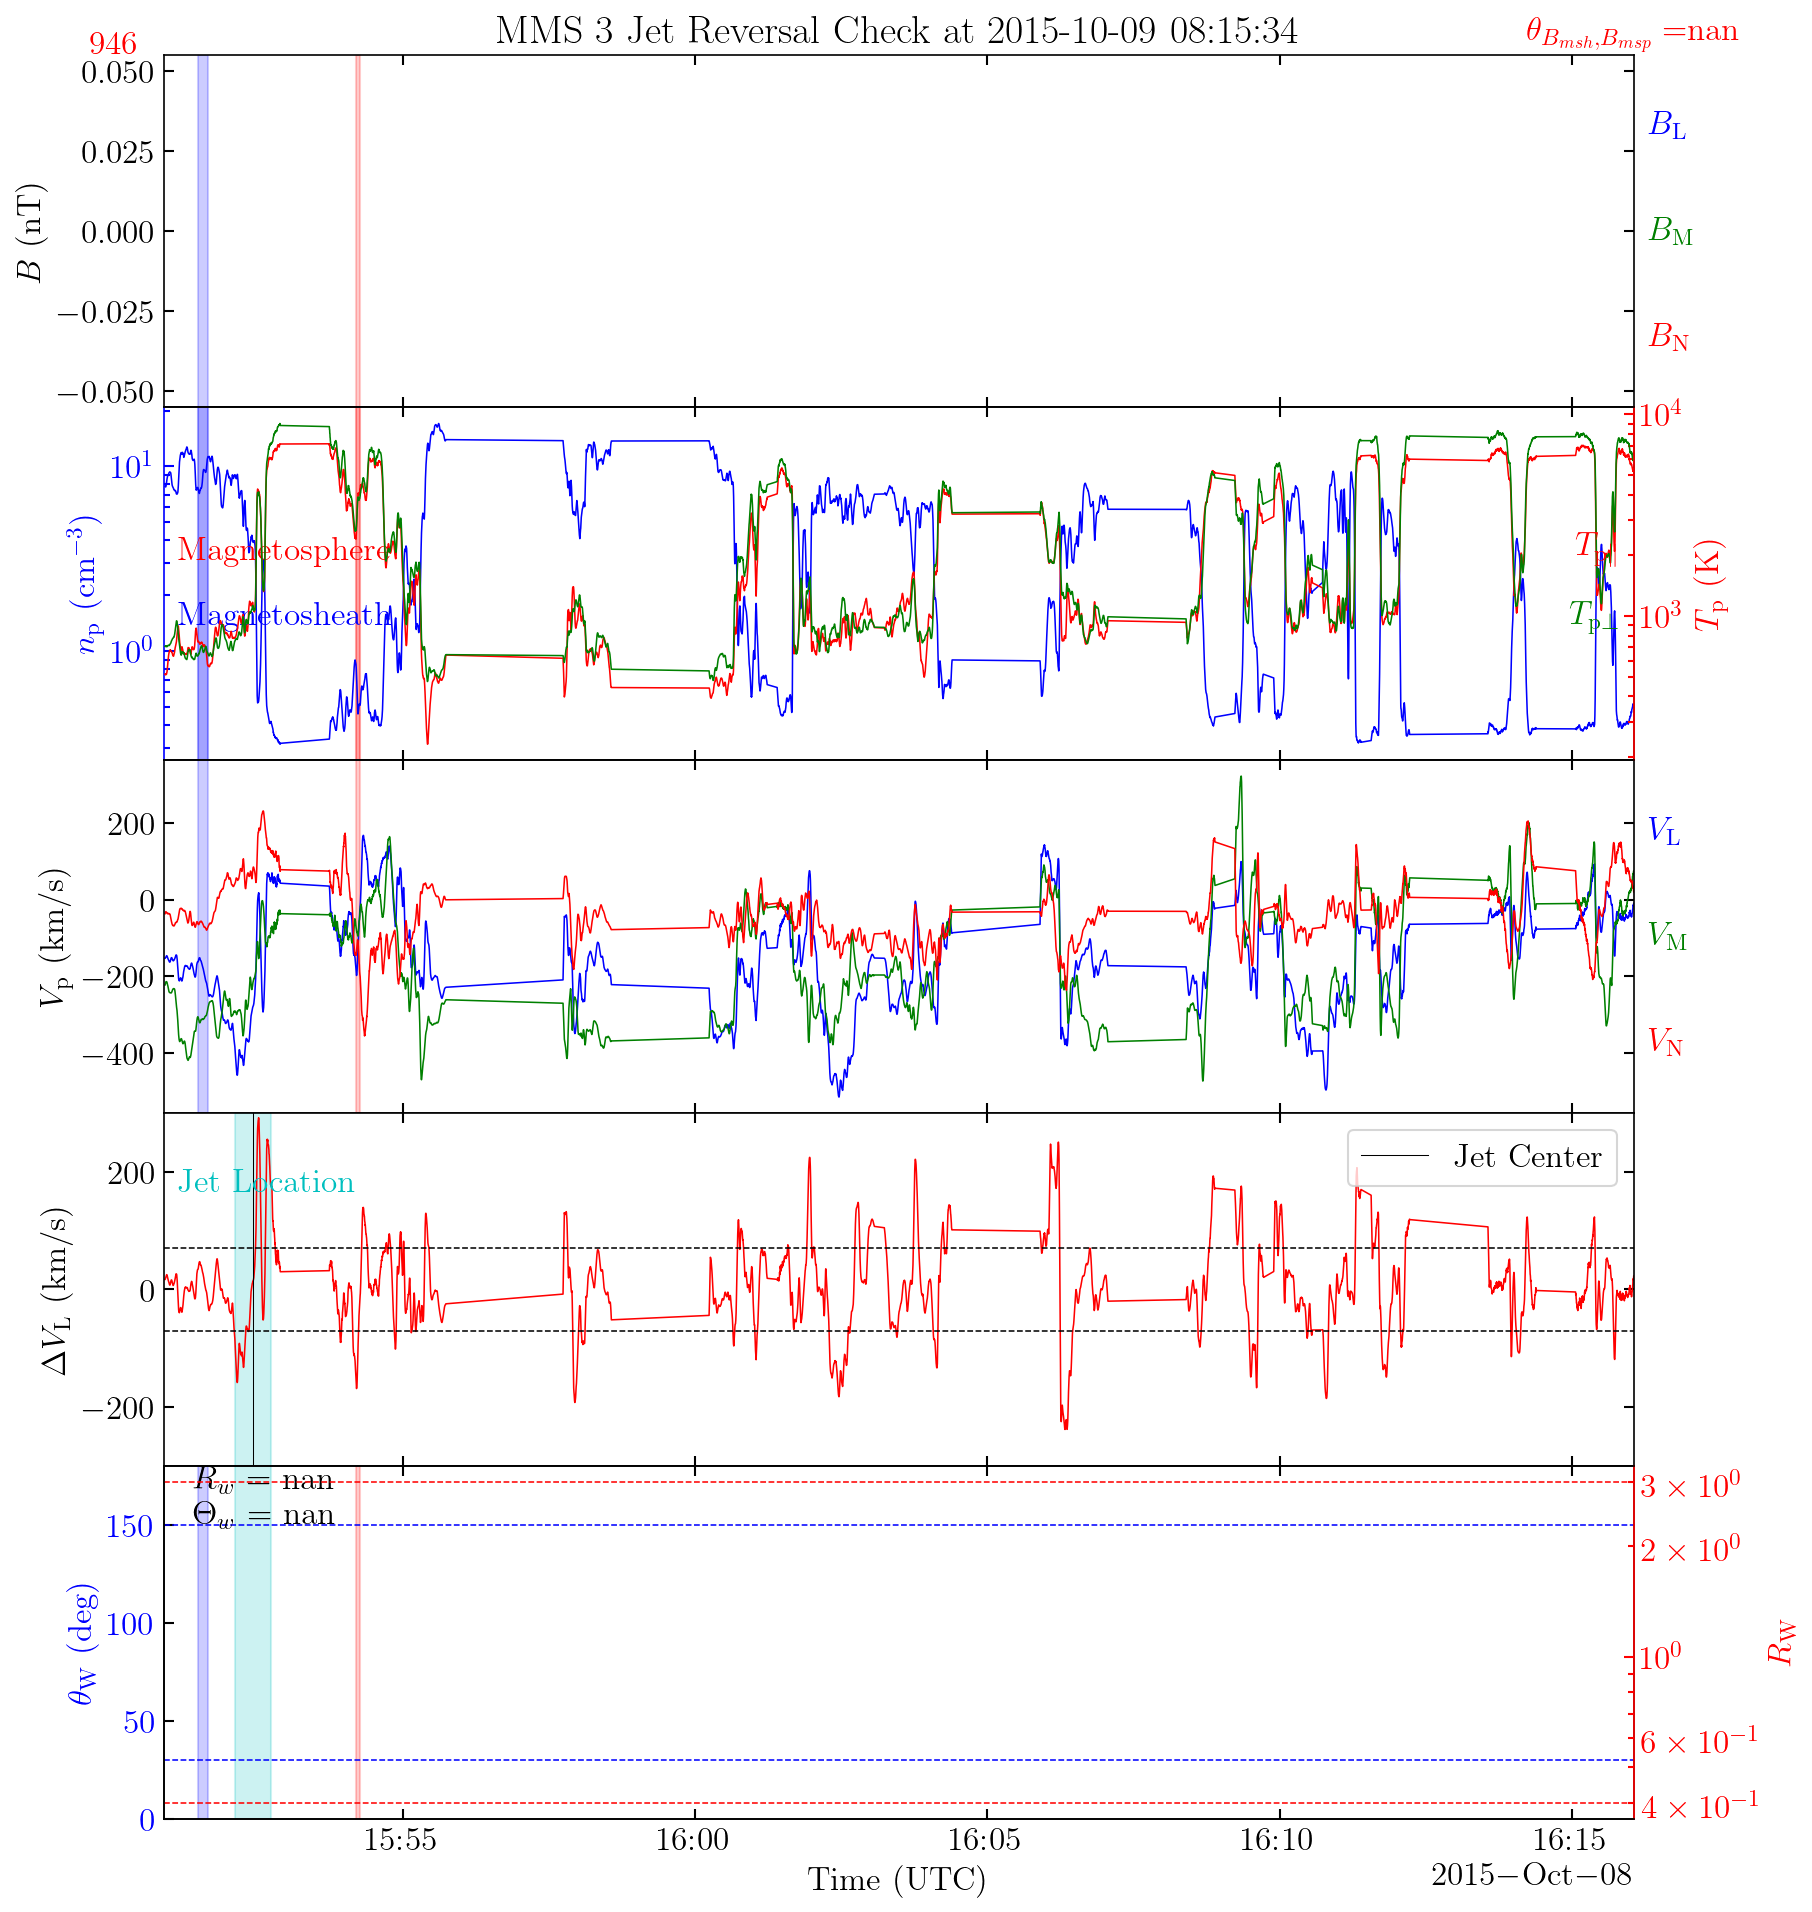 946
MMS 3 Jet Reversal Check at 2015-10-09 08:15:34
θ_{B_{msh},B_{msp}} =nan
0.050
0.025
0.000
−0.025
−0.050
B (nT)
B_L
B_M
B_N
10^1
10^0
n_p (cm^{−3})
Magnetosphere
Magnetosheath
10^4
10^3
T_p (K)
T_{p||}
T_{p⊥}
200
0
−200
−400
V_p (km/s)
V_L
V_M
V_N
200
0
−200
ΔV_L (km/s)
Jet Location
Jet Center
R_w = nan
Θ_w = nan
150
100
50
0
θ_W (deg)
3 × 10^0
2 × 10^0
10^0
6 × 10^{−1}
4 × 10^{−1}
R_W
15:55
16:00
16:05
16:10
16:15
Time (UTC)
2015−Oct−08